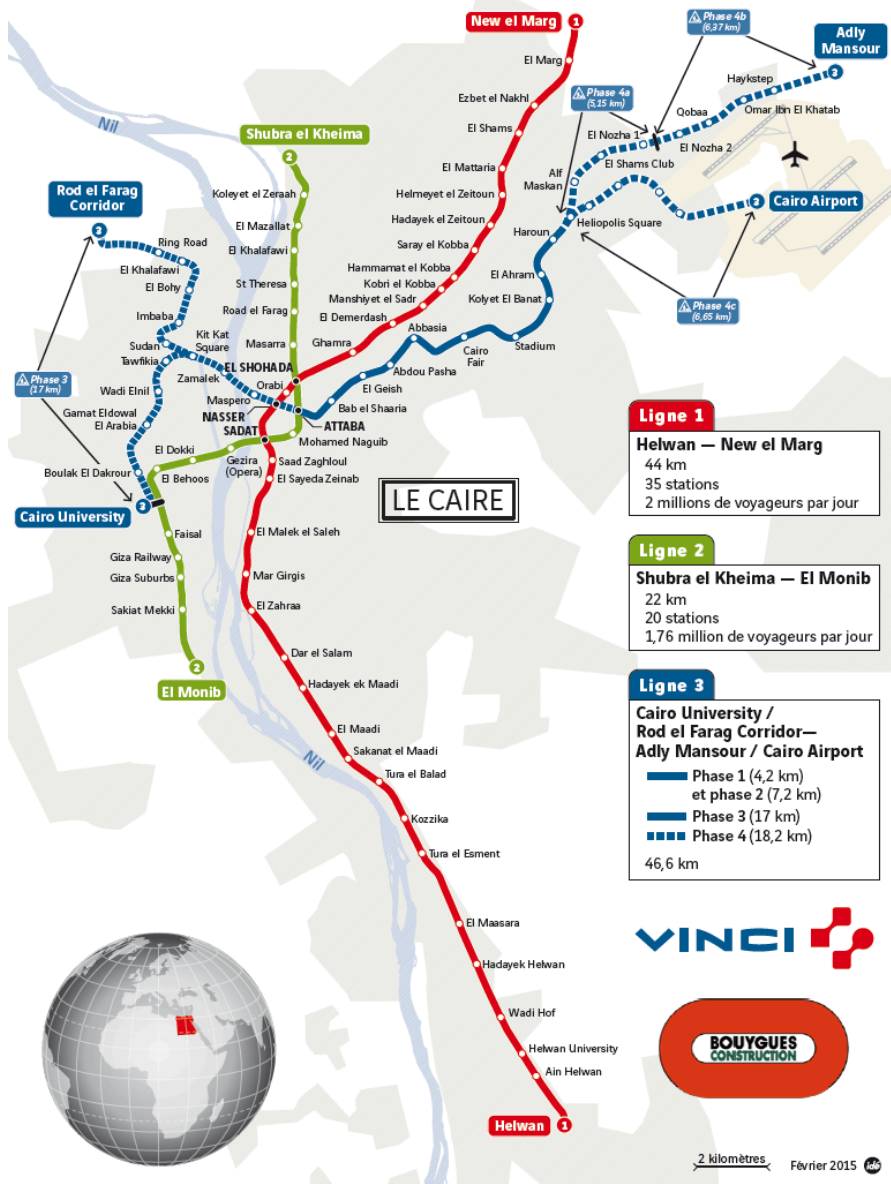 New el Marg
1
Phase 4b
(6,37 km)
Adly
Mansour
3
El Marg
Haykstep
Phase 4a
(5,15 km)
Ezbet el Nakhl
Omar Ibn El Khatab
Qobaa
Nil
Shubra el Kheima
2
El Shams
El Nozha 1
El Nozha 2
El Shams Club
El Mattaria
Alf
Maskan
Rod el Farag
Corridor
3
Koleyet el Zeraah
Helmeyet el Zeitoun
Cairo Airport
3
El Mazallat
Hadayek el Zeitoun
Heliopolis Square
Haroun
Ring Road
El Khalafawi
Saray el Kobba
El Khalafawi
Hammamat el Kobba
El Ahram
El Bohy
St Theresa
Kobri el Kobba
Manshiyet el Sadr
Kolyet El Banat
Phase 4c
(6,65 km)
Imbaba
Road el Farag
El Demerdash
Abbasia
Kit Kat
Square
Sudan
Masarra
Ghamra
Cairo
Fair
Stadium
Tawfikia
EL SHOHADA
Abdou Pasha
Phase 3
(17 km)
Zamalek
Orabi
El Geish
Wadi Elnil
Maspero
Bab el Shaaria
Gamat Eldowal
El Arabia
NASSER
SADAT
ATTABA
Mohamed Naguib
El Dokki
Gezira
(Opera)
Saad Zaghloul
Boulak El Dakrour
El Behoos
El Sayeda Zeinab
Cairo University
3
Faisal
El Malek el Saleh
Giza Railway
Giza Suburbs
Mar Girgis
Sakiat Mekki
El Zahraa
Dar el Salam
2
El Monib
Hadayek ek Maadi
El Maadi
Sakanat el Maadi
Nil
Tura el Balad
Kozzika
Tura el Esment
El Maasara
Hadayek Helwan
Wadi Hof
Helwan University
Ain Helwan
Helwan
1
LE CAIRE
Ligne 1
Helwan — New el Marg
44 km
35 stations
2 millions de voyageurs par jour
Ligne 2
Shubra el Kheima — El Monib
22 km
20 stations
1,76 million de voyageurs par jour
Ligne 3
Cairo University /
Rod el Farag Corridor—
Adly Mansour / Cairo Airport
Phase 1 (4,2 km)
et phase 2 (7,2 km)
Phase 3 (17 km)
Phase 4 (18,2 km)
46,6 km
VINCI
BOUYGUES
CONSTRUCTION
2 kilomètres
Février 2015
idé